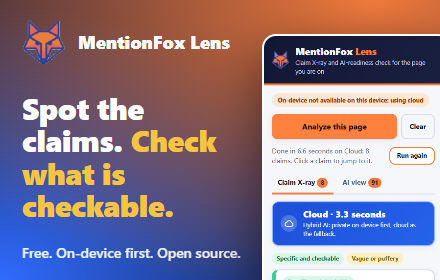 MentionFox Lens
Spot the
claims. Check
what is
checkable.
Free. On-device first. Open source.
MentionFox Lens
Claim X-ray and AI-readiness check for the page
you are on
On-device not available on this device: using cloud
Analyze this page
Clear
Done in 6.6 seconds on Cloud: 8
claims. Click a claim to jump to it.
Run again
Claim X-ray 8
AI view 91
Cloud · 3.3 seconds
Hybrid AI: private on-device first, cloud as
the fallback.
Specific and checkable
Vague or puffery